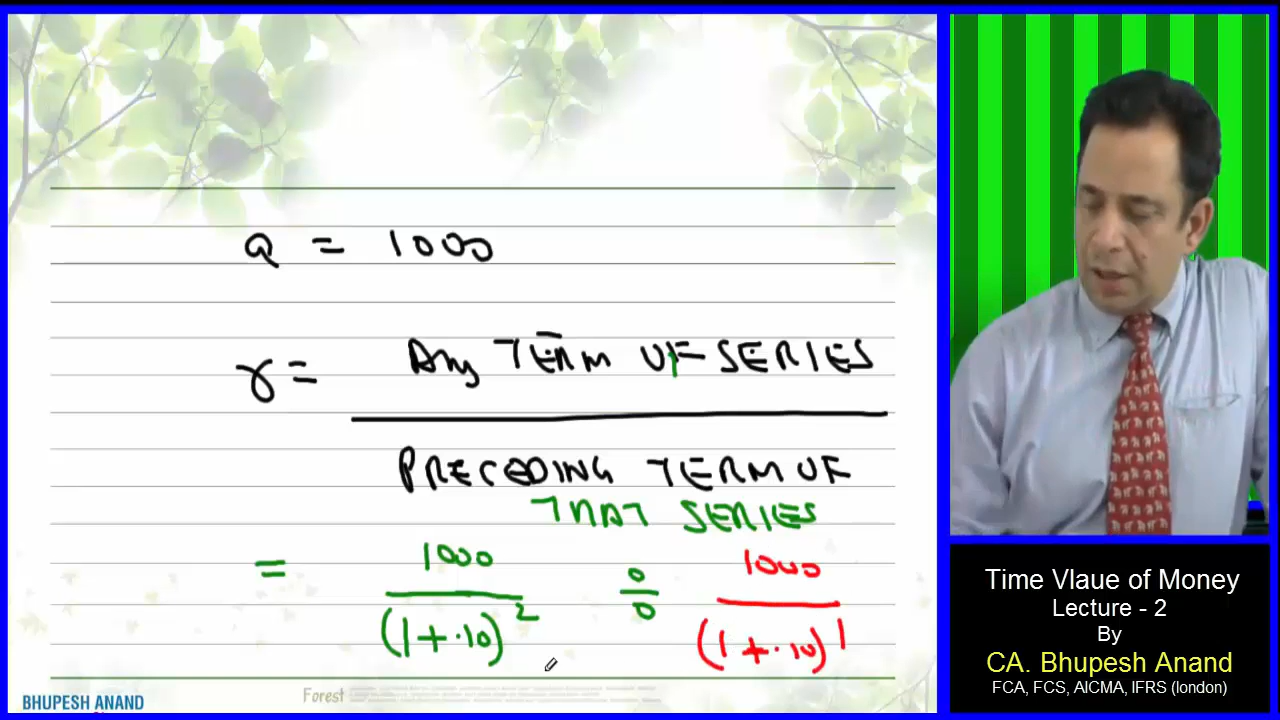 a = 1000
r = Any TERM OF SERIES
PRECEDING TERM OF
THAT SERIES
= 1000 / (1+.10)^2 ÷ 1000 / (1+.10)^1
BHUPESH ANAND
Forest
Time Vlaue of Money
Lecture - 2
By
CA. Bhupesh Anand
FCA, FCS, AICMA, IFRS (london)